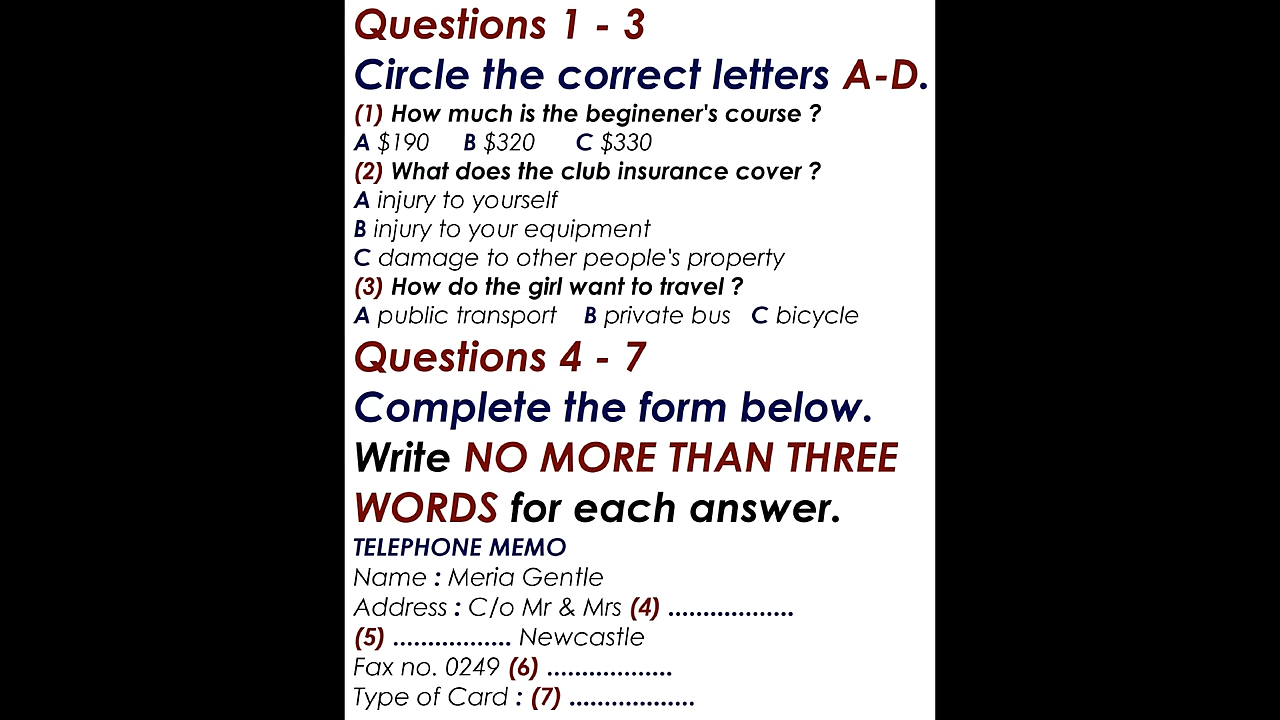 Questions 1 - 3
Circle the correct letters A-D.
(1) How much is the beginener's course ?
A $190 B $320 C $330
(2) What does the club insurance cover ?
A injury to yourself
B injury to your equipment
C damage to other people's property
(3) How do the girl want to travel ?
A public transport B private bus C bicycle
Questions 4 - 7
Complete the form below.
Write NO MORE THAN THREE
WORDS for each answer.
TELEPHONE MEMO
Name : Meria Gentle
Address : C/o Mr & Mrs (4) ..................
(5) ................. Newcastle
Fax no. 0249 (6) ..................
Type of Card : (7) ..................